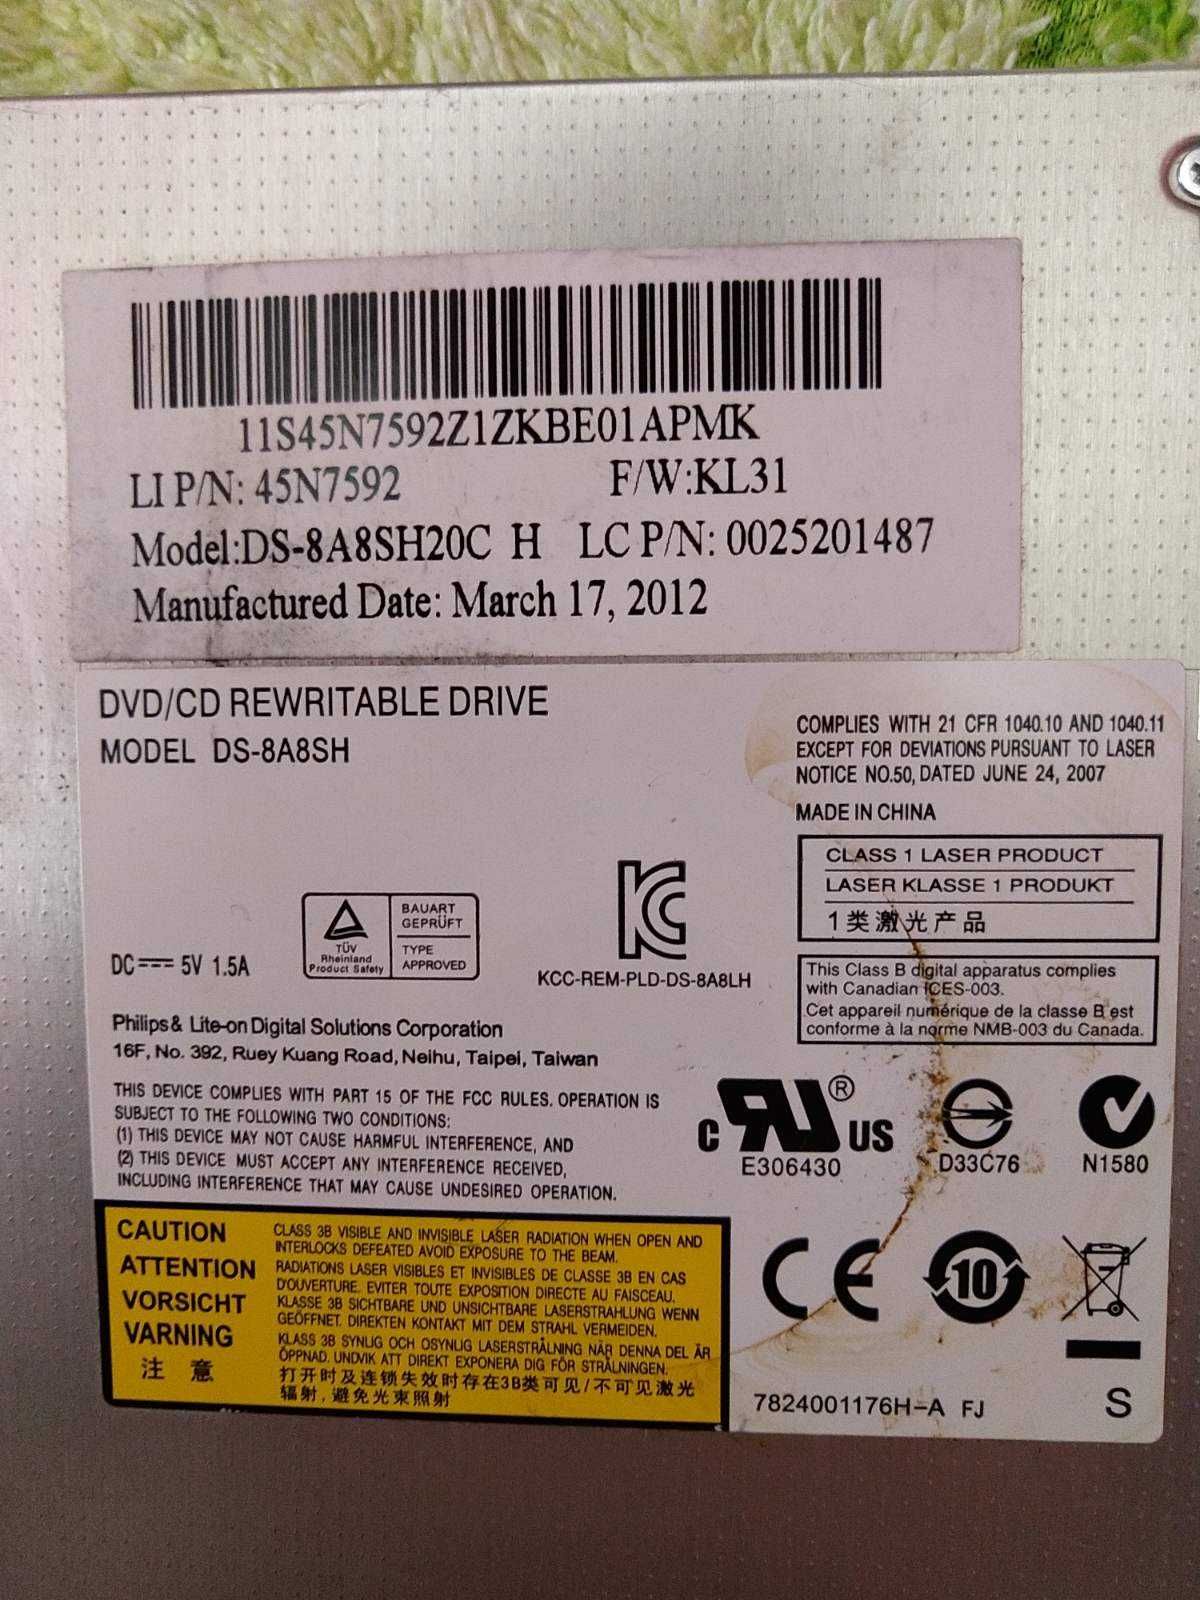 11S45N7592Z1ZKBE01APMK
LI P/N: 45N7592 F/W:KL31
Model:DS-8A8SH20C H LC P/N: 0025201487
Manufactured Date: March 17, 2012
DVD/CD REWRITABLE DRIVE
MODEL DS-8A8SH
COMPLIES WITH 21 CFR 1040.10 AND 1040.11
EXCEPT FOR DEVIATIONS PURSUANT TO LASER
NOTICE NO.50, DATED JUNE 24, 2007
MADE IN CHINA
CLASS 1 LASER PRODUCT
LASER KLASSE 1 PRODUKT
1类激光产品
DC 5V 1.5A
TÜV
Rheinland
Product Safety
BAUART
GEPRÜFT
TYPE
APPROVED
KC
KCC-REM-PLD-DS-8A8LH
This Class B digital apparatus complies
with Canadian ICES-003.
Cet appareil numérique de la classe B est
conforme à la norme NMB-003 du Canada.
Philips & Lite-on Digital Solutions Corporation
16F, No. 392, Ruey Kuang Road, Neihu, Taipei, Taiwan
THIS DEVICE COMPLIES WITH PART 15 OF THE FCC RULES. OPERATION IS
SUBJECT TO THE FOLLOWING TWO CONDITIONS:
(1) THIS DEVICE MAY NOT CAUSE HARMFUL INTERFERENCE, AND
(2) THIS DEVICE MUST ACCEPT ANY INTERFERENCE RECEIVED,
INCLUDING INTERFERENCE THAT MAY CAUSE UNDESIRED OPERATION.
c RU ® US
E306430
D33C76
N1580
CAUTION
ATTENTION
VORSICHT
VARNING
注 意
CLASS 3B VISIBLE AND INVISIBLE LASER RADIATION WHEN OPEN AND
INTERLOCKS DEFEATED AVOID EXPOSURE TO THE BEAM.
RADIATIONS LASER VISIBLES ET INVISIBLES DE CLASSE 3B EN CAS
D'OUVERTURE. EVITER TOUTE EXPOSITION DIRECTE AU FAISCEAU.
KLASSE 3B SICHTBARE UND UNSICHTBARE LASERSTRAHLUNG WENN
GEÖFFNET. DIREKTEN KONTAKT MIT DEM STRAHL VERMEIDEN.
KLASS 3B SYNLIG OCH OSYNLIG LASERSTRÅLNING NÄR DENNA DEL ÄR
ÖPPNAD. UNDVIK ATT DIREKT EXPONERA DIG FÖR STRÅLNINGEN.
打开时及连锁失效时存在3B类可见/不可见激光
辐射,避免光束照射
CE
10
7824001176H-A FJ
S